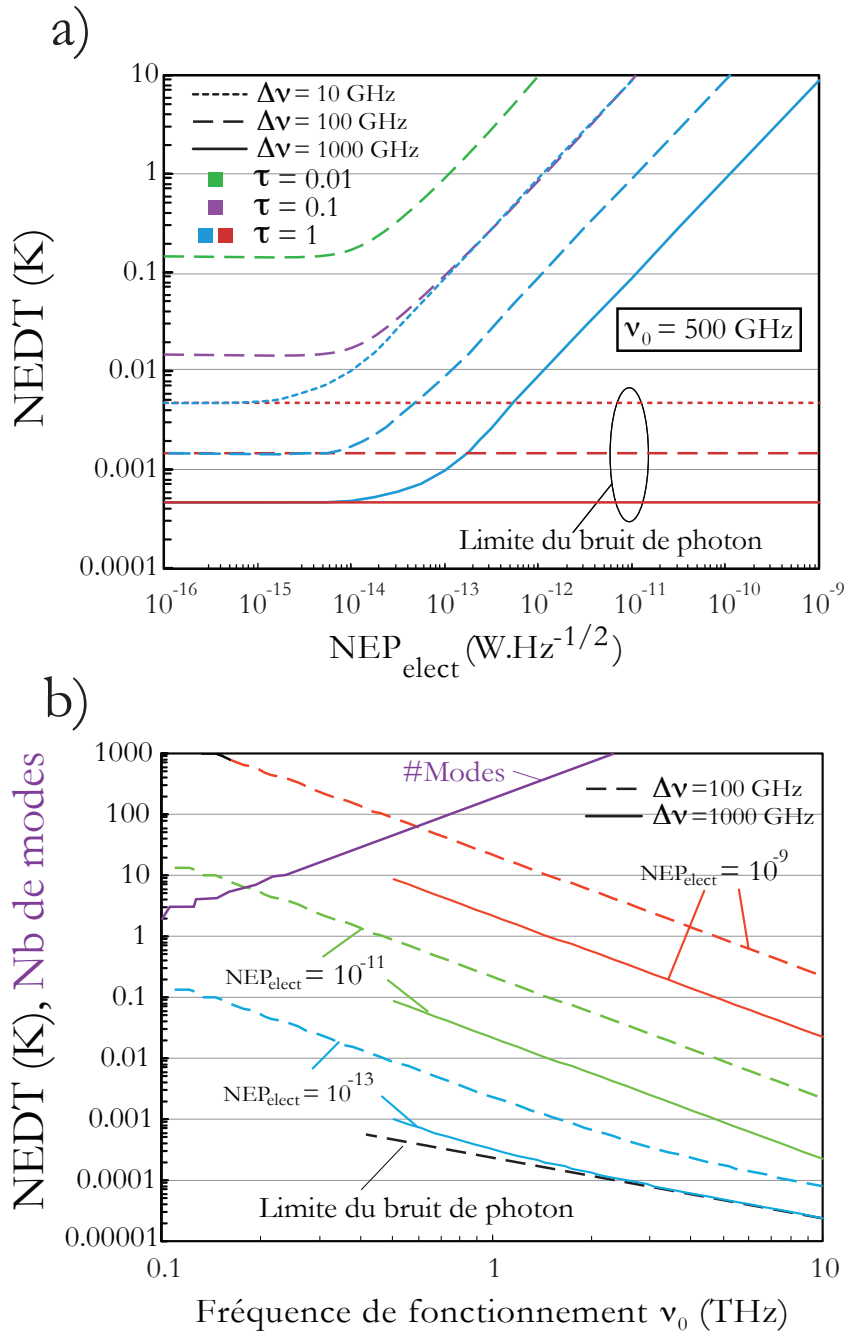 a)
10
1
0.1
0.01
0.001
0.0001
NEDT (K)
Δν = 10 GHz
Δν = 100 GHz
Δν = 1000 GHz
τ = 0.01
τ = 0.1
τ = 1
ν₀ = 500 GHz
Limite du bruit de photon
10⁻¹⁶ 10⁻¹⁵ 10⁻¹⁴ 10⁻¹³ 10⁻¹² 10⁻¹¹ 10⁻¹⁰ 10⁻⁹
NEP_elect (W.Hz⁻¹/²)
b)
1000
100
10
1
0.1
0.01
0.001
0.0001
0.00001
NEDT (K), Nb de modes
#Modes
Δν=100 GHz
Δν=1000 GHz
NEP_elect = 10⁻⁹
NEP_elect = 10⁻¹¹
NEP_elect = 10⁻¹³
Limite du bruit de photon
0.1 1 10
Fréquence de fonctionnement ν₀ (THz)